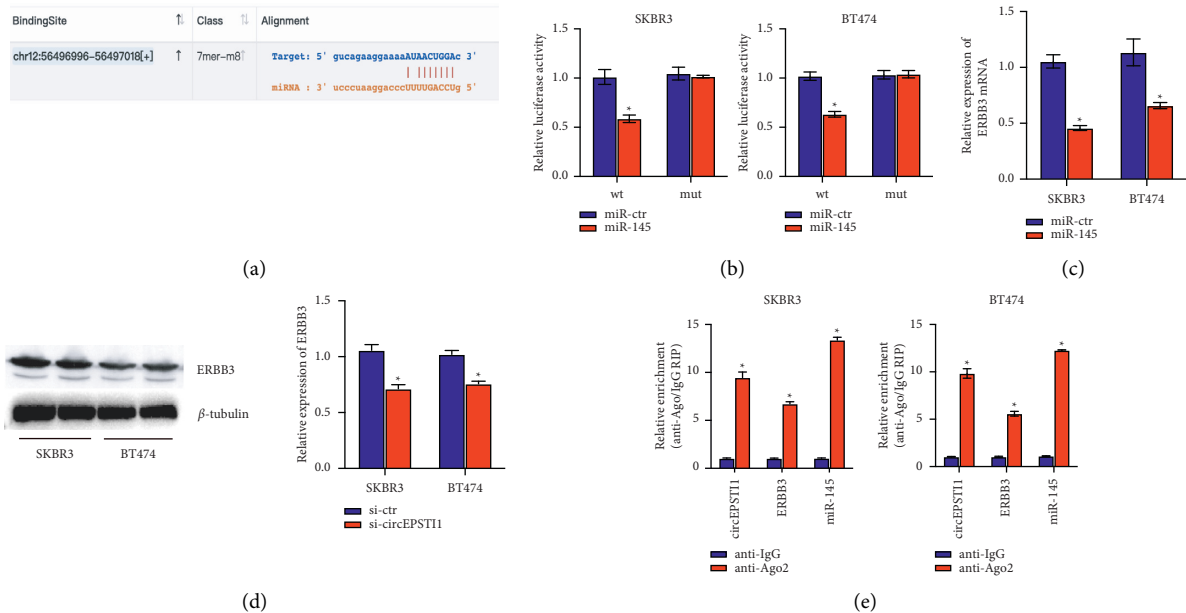 BindingSite Class Alignment
chr12:56496996–56497018[+] 7mer–m8
Target: 5' gucagaaggaaaaAUAACUGGAc 3'
miRNA : 3' ucccuaaggacccUUUUGACCUg 5'
(a)
SKBR3
Relative luciferase activity
1.5
1.0
0.5
0.0
*
wt mut
miR-ctr
miR-145
BT474
Relative luciferase activity
1.5
1.0
0.5
0.0
*
wt mut
miR-ctr
miR-145
(b)
Relative expression of
ERBB3 mRNA
1.5
1.0
0.5
0.0
*
*
SKBR3 BT474
miR-ctr
miR-145
(c)
ERBB3
β-tubulin
SKBR3 BT474
Relative expression of ERBB3
1.5
1.0
0.5
0.0
*
*
SKBR3 BT474
si-ctr
si-circEPSTI1
(d)
SKBR3
Relative enrichment
(anti-Ago/IgG RIP)
15
10
5
0
*
*
*
circEPSTI1
ERBB3
miR-145
anti-IgG
anti-Ago2
BT474
Relative enrichment
(anti-Ago/IgG RIP)
15
10
5
0
*
*
*
circEPSTI1
ERBB3
miR-145
anti-IgG
anti-Ago2
(e)